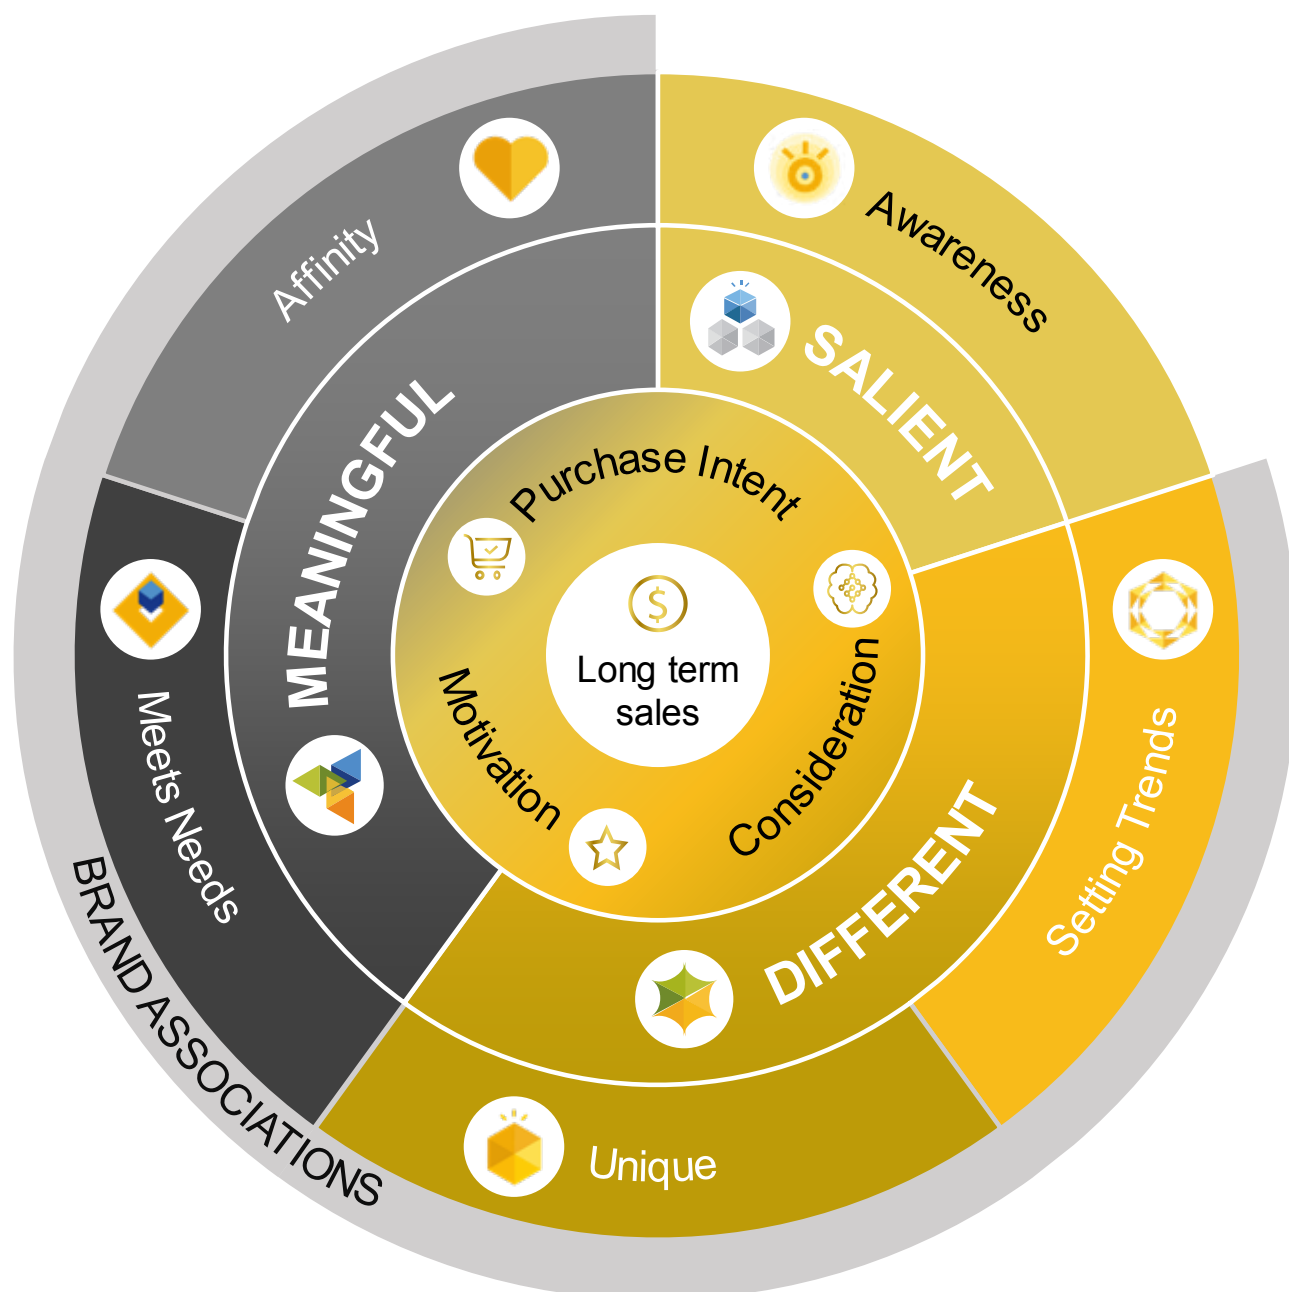 Affinity
Awareness
SALIENT
MEANINGFUL
Purchase Intent
$
Long term
sales
Motivation
Consideration
Meets Needs
Setting Trends
DIFFERENT
Unique
BRAND ASSOCIATIONS